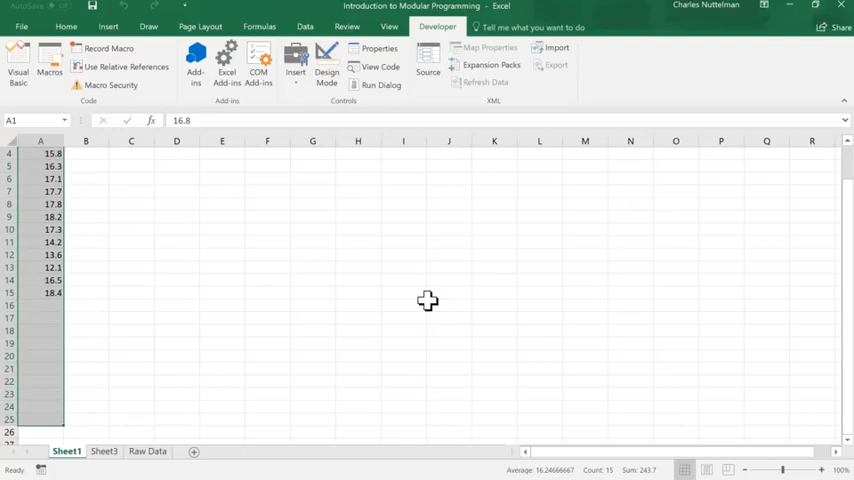 AutoSave Off
Introduction to Modular Programming - Excel
Charles Nuttelman
File Home Insert Draw Page Layout Formulas Data Review View Developer Tell me what you want to do Share
Visual Basic
Macros
Record Macro
Use Relative References
Macro Security
Code
Add-ins
Excel Add-ins
COM Add-ins
Add-ins
Insert
Design Mode
Properties
View Code
Run Dialog
Controls
Source
Map Properties
Expansion Packs
Refresh Data
Import
Export
XML
A1 fx 16.8
A B C D E F G H I J K L M N O P Q R
4 15.8
5 16.3
6 17.1
7 17.7
8 17.8
9 18.2
10 17.3
11 14.2
12 13.6
13 12.1
14 16.5
15 18.4
16
17
18
19
20
21
22
23
24
25
26
27
Sheet1 Sheet3 Raw Data
Ready Average: 16.24666667 Count: 15 Sum: 243.7 100%